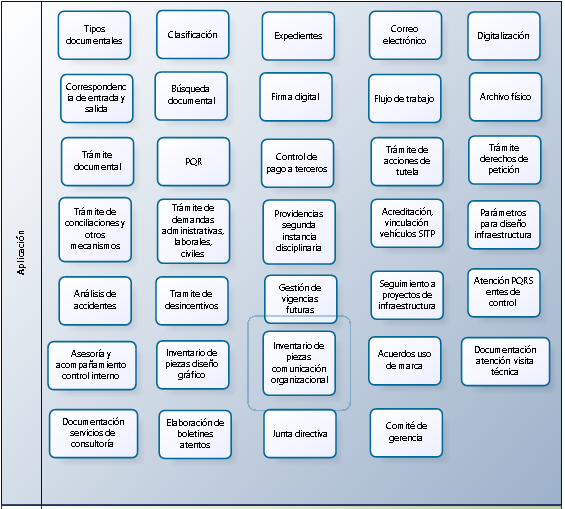 Aplicación
Tipos
documentales
Clasificación
Expedientes
Correo
electrónico
Digitalización
Correspondenc
ia de entrada y
salida
Búsqueda
documental
Firma digital
Flujo de trabajo
Archivo físico
Trámite
documental
PQR
Control de
pago a terceros
Trámite de
acciones de
tutela
Trámite
derechos de
petición
Trámite de
conciliaciones y
otros
mecanismos
Trámite de
demandas
administrativas,
laborales,
civiles
Providencias
segunda
instancia
disciplinaria
Acreditación,
vinculación
vehículos SITP
Parámetros
para diseño
infraestructura
Análisis de
accidentes
Tramite de
desincentivos
Gestión de
vigencias
futuras
Seguimiento a
proyectos de
infraestructura
Atención PQRS
entes de
control
Asesoría y
acompañamiento
control interno
Inventario de
piezas diseño
gráfico
Inventario de
piezas
comunicación
organizacional
Acuerdos uso
de marca
Documentación
atención visita
técnica
Documentación
servicios de
consultoría
Elaboración de
boletines
atentos
Junta directiva
Comité de
gerencia